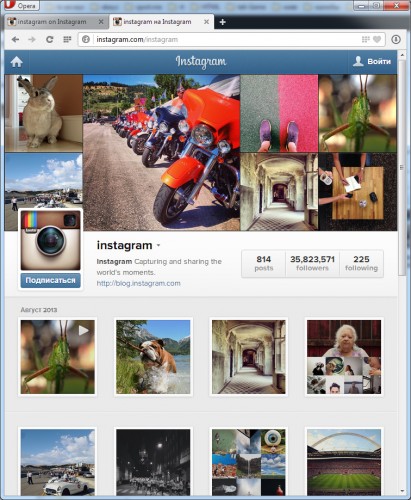 Opera
instagram on Instagram
instagram на Instagram
instagram.com/instagram
Instagram
Войти
instagram
Instagram Capturing and sharing the world's moments.
http://blog.instagram.com
Подписаться
814
posts
35,823,571
followers
225
following
Август 2013